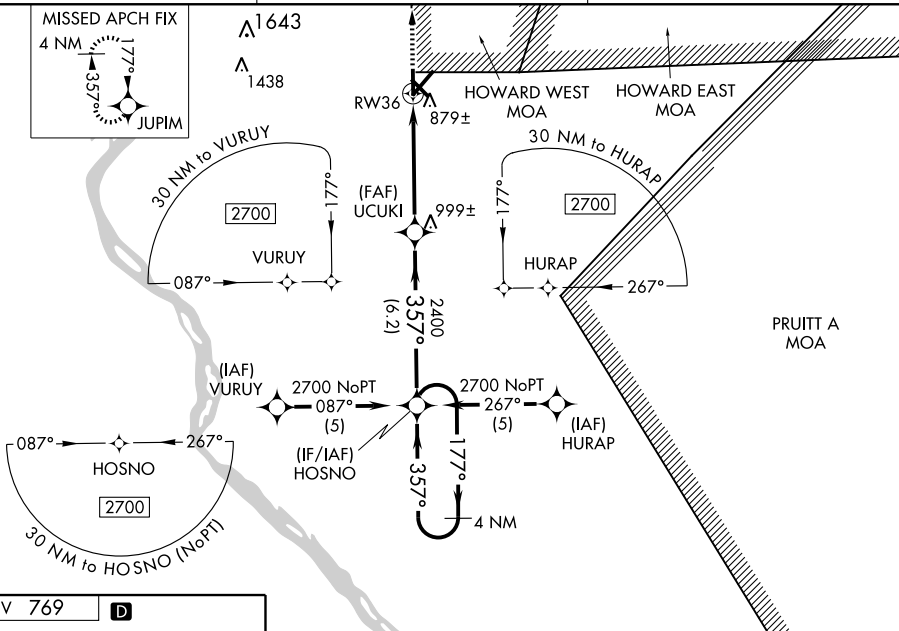 MISSED APCH FIX
4 NM
177°
357°
JUPIM
1643
1438
RW36
879±
HOWARD WEST
MOA
HOWARD EAST
MOA
30 NM to VURUY
2700
177°
VURUY
087°
(FAF)
UCUKI
999±
30 NM to HURAP
2700
177°
HURAP
267°
PRUITT A
MOA
2400
357°
(6.2)
(IAF)
VURUY
2700 NoPT
087°
(5)
2700 NoPT
267°
(5)
(IAF)
HURAP
(IF/IAF)
HOSNO
357°
177°
4 NM
087°
267°
HOSNO
2700
30 NM to HOSNO (NoPT)
V 769
D